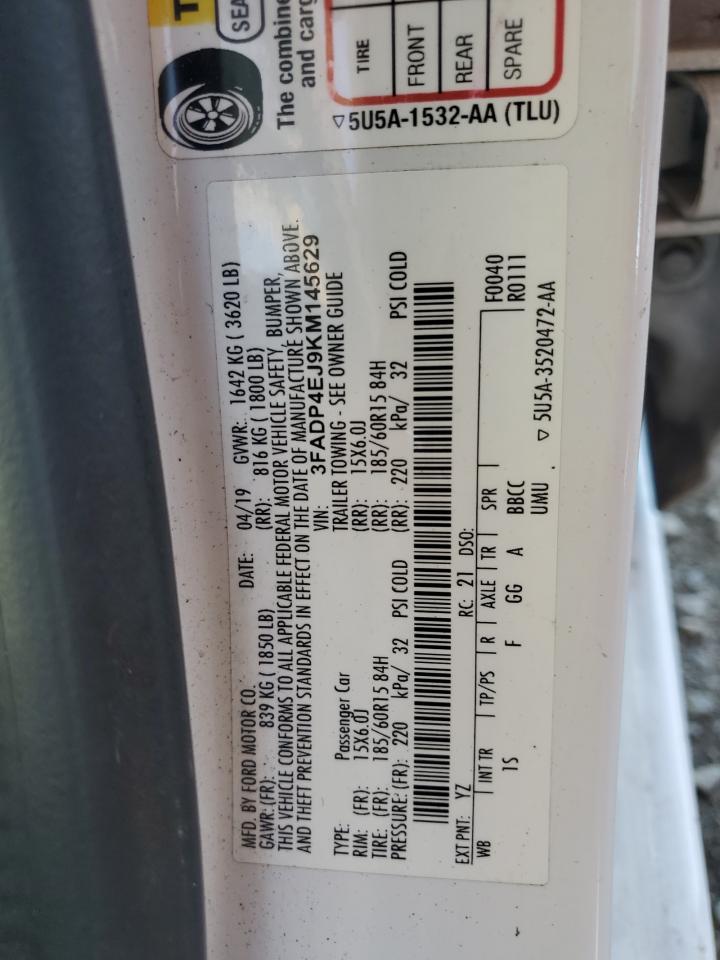 T
SEA
The combine
and carg
TIRE
FRONT
REAR
SPARE
▽5U5A-1532-AA (TLU)
MFD. BY FORD MOTOR CO. DATE: 04/19 GVWR: 1642 KG ( 3620 LB)
GAWR: (FR): 839 KG ( 1850 LB) (RR): 816 KG ( 1800 LB)
THIS VEHICLE CONFORMS TO ALL APPLICABLE FEDERAL MOTOR VEHICLE SAFETY, BUMPER,
AND THEFT PREVENTION STANDARDS IN EFFECT ON THE DATE OF MANUFACTURE SHOWN ABOVE.
VIN: 3FADP4EJ9KM145629
TYPE: Passenger Car TRAILER TOWING - SEE OWNER GUIDE
RIM: (FR): 15X6.0J (RR): 15X6.0J
TIRE: (FR): 185/60R15 84H (RR): 185/60R15 84H
PRESSURE: (FR): 220 kPa/ 32 PSI COLD (RR): 220 kPa/ 32 PSI COLD
EXT PNT: YZ RC: 21 DSO: F0040
WB INT TR TP/PS R AXLE TR SPR R0111
1S F GG A BBCC
UMU . ▽ 5U5A-3520472-AA